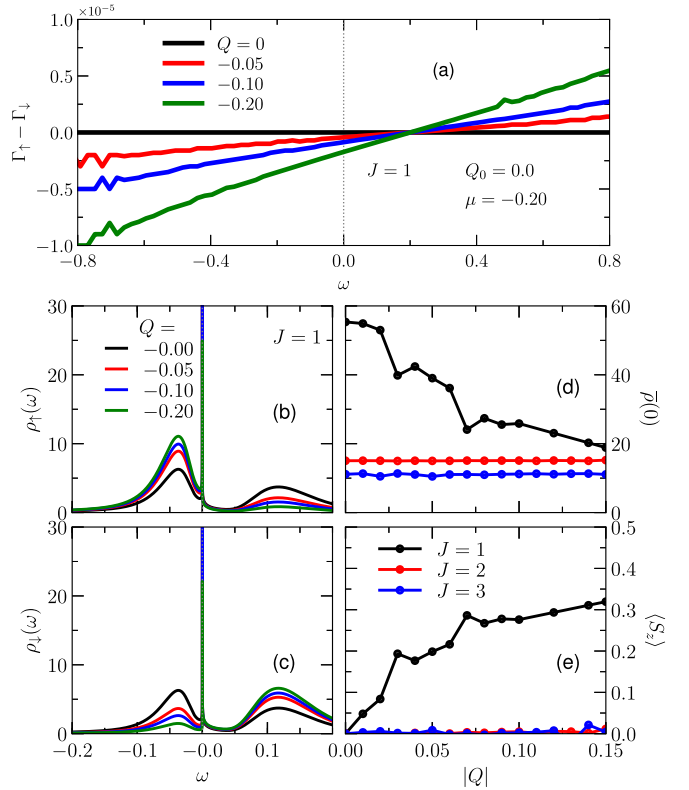 ×10⁻⁵
1.0
0.5
0.0
−0.5
−1.0
Γ↑ − Γ↓
Q = 0
−0.05
−0.10
−0.20
(a)
J = 1
Q₀ = 0.0
μ = −0.20
−0.8 −0.4 0.0 0.4 0.8
ω
30
20
10
0
ρ↑(ω)
Q =
−0.00
−0.05
−0.10
−0.20
J = 1
(b)
60
40
20
0
ρ̅(0)
(d)
30
20
10
0
ρ↓(ω)
(c)
−0.2 −0.1 −0.0 0.1 0.2
ω
J = 1
J = 2
J = 3
(e)
0.5
0.4
0.3
0.2
0.1
0.0
⟨S_z⟩
0.00 0.05 0.10 0.15
|Q|